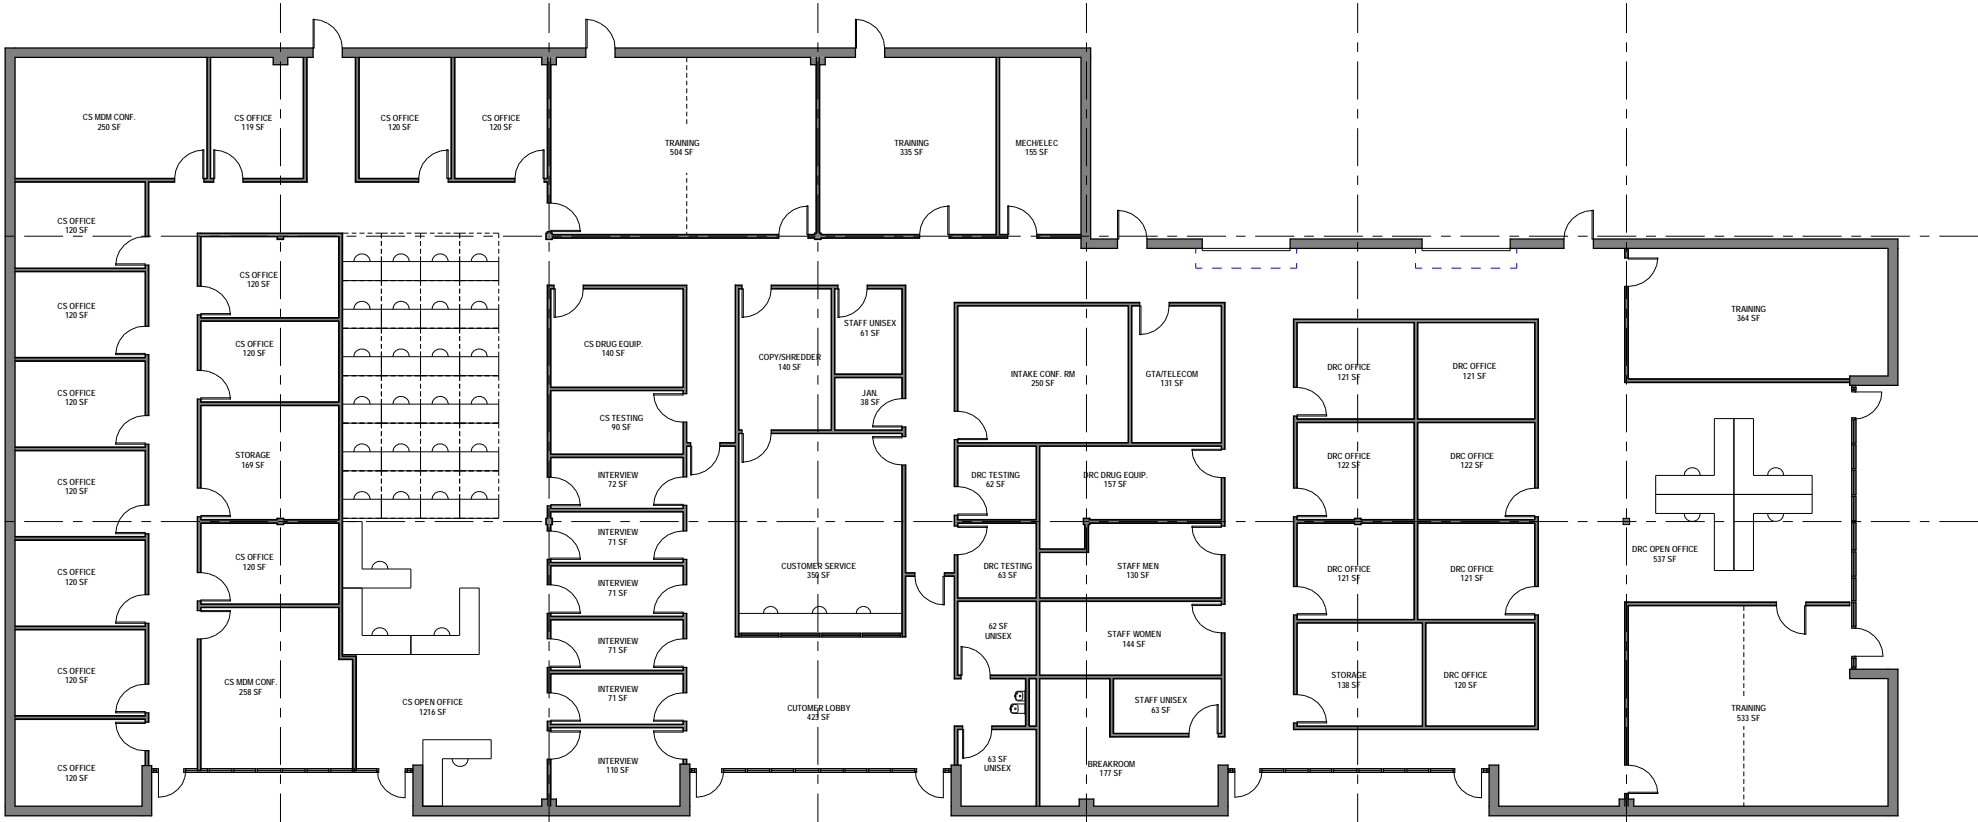 CS MDM CONF.
250 SF
CS OFFICE
119 SF
CS OFFICE
120 SF
CS OFFICE
120 SF
TRAINING
504 SF
TRAINING
335 SF
MECH/ELEC
155 SF
CS OFFICE
120 SF
CS OFFICE
120 SF
CS OFFICE
120 SF
CS OFFICE
120 SF
CS OFFICE
120 SF
CS OFFICE
120 SF
CS OFFICE
120 SF
CS OFFICE
120 SF
CS OFFICE
120 SF
STORAGE
169 SF
CS OFFICE
120 SF
CS MDM CONF.
258 SF
CS OPEN OFFICE
1216 SF
CS DRUG EQUIP.
140 SF
CS TESTING
90 SF
INTERVIEW
72 SF
INTERVIEW
71 SF
INTERVIEW
71 SF
INTERVIEW
71 SF
INTERVIEW
71 SF
INTERVIEW
110 SF
COPY/SHREDDER
140 SF
STAFF UNISEX
61 SF
JAN.
38 SF
CUSTOMER SERVICE
350 SF
CUTOMER LOBBY
423 SF
INTAKE CONF. RM
250 SF
GTA/TELECOM
131 SF
DRC TESTING
62 SF
DRC DRUG EQUIP.
157 SF
DRC TESTING
63 SF
STAFF MEN
130 SF
62 SF
UNISEX
STAFF WOMEN
144 SF
STAFF UNISEX
63 SF
63 SF
UNISEX
BREAKROOM
177 SF
DRC OFFICE
121 SF
DRC OFFICE
121 SF
DRC OFFICE
122 SF
DRC OFFICE
122 SF
DRC OFFICE
121 SF
DRC OFFICE
121 SF
STORAGE
138 SF
DRC OFFICE
120 SF
TRAINING
364 SF
DRC OPEN OFFICE
537 SF
TRAINING
533 SF